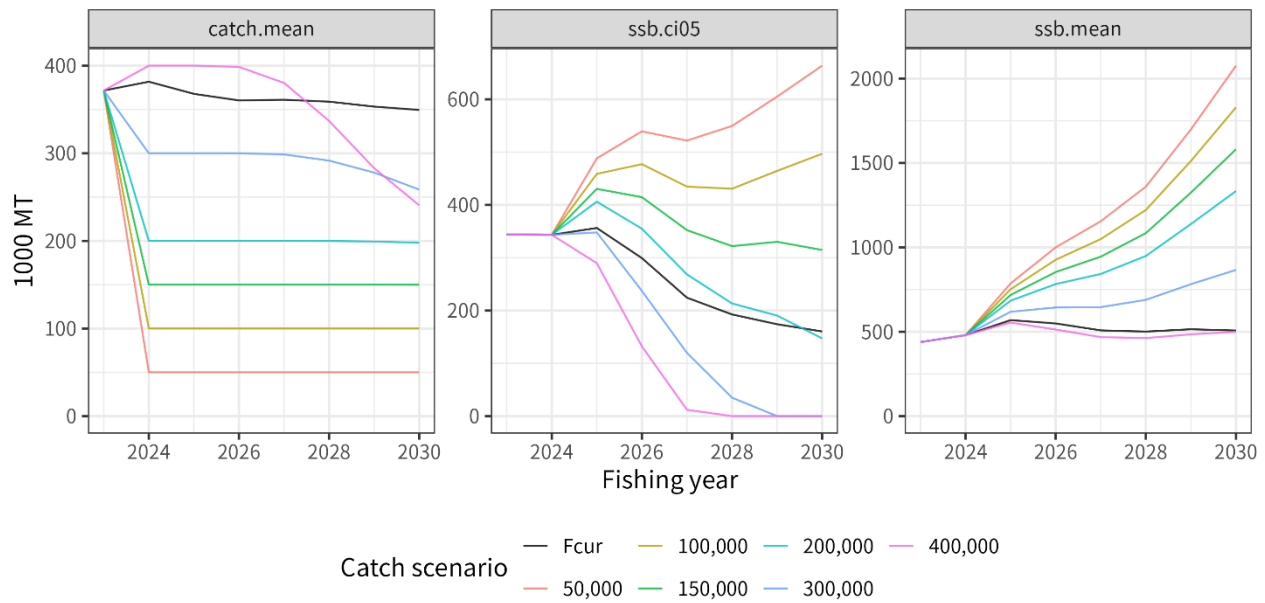 catch.mean ssb.ci05 ssb.mean
1000 MT
400
300
200
100
0
600
400
200
0
2000
1500
1000
500
0
2024 2026 2028 2030 2024 2026 2028 2030 2024 2026 2028 2030
Fishing year
Catch scenario
Fcur 100,000 200,000 400,000
50,000 150,000 300,000